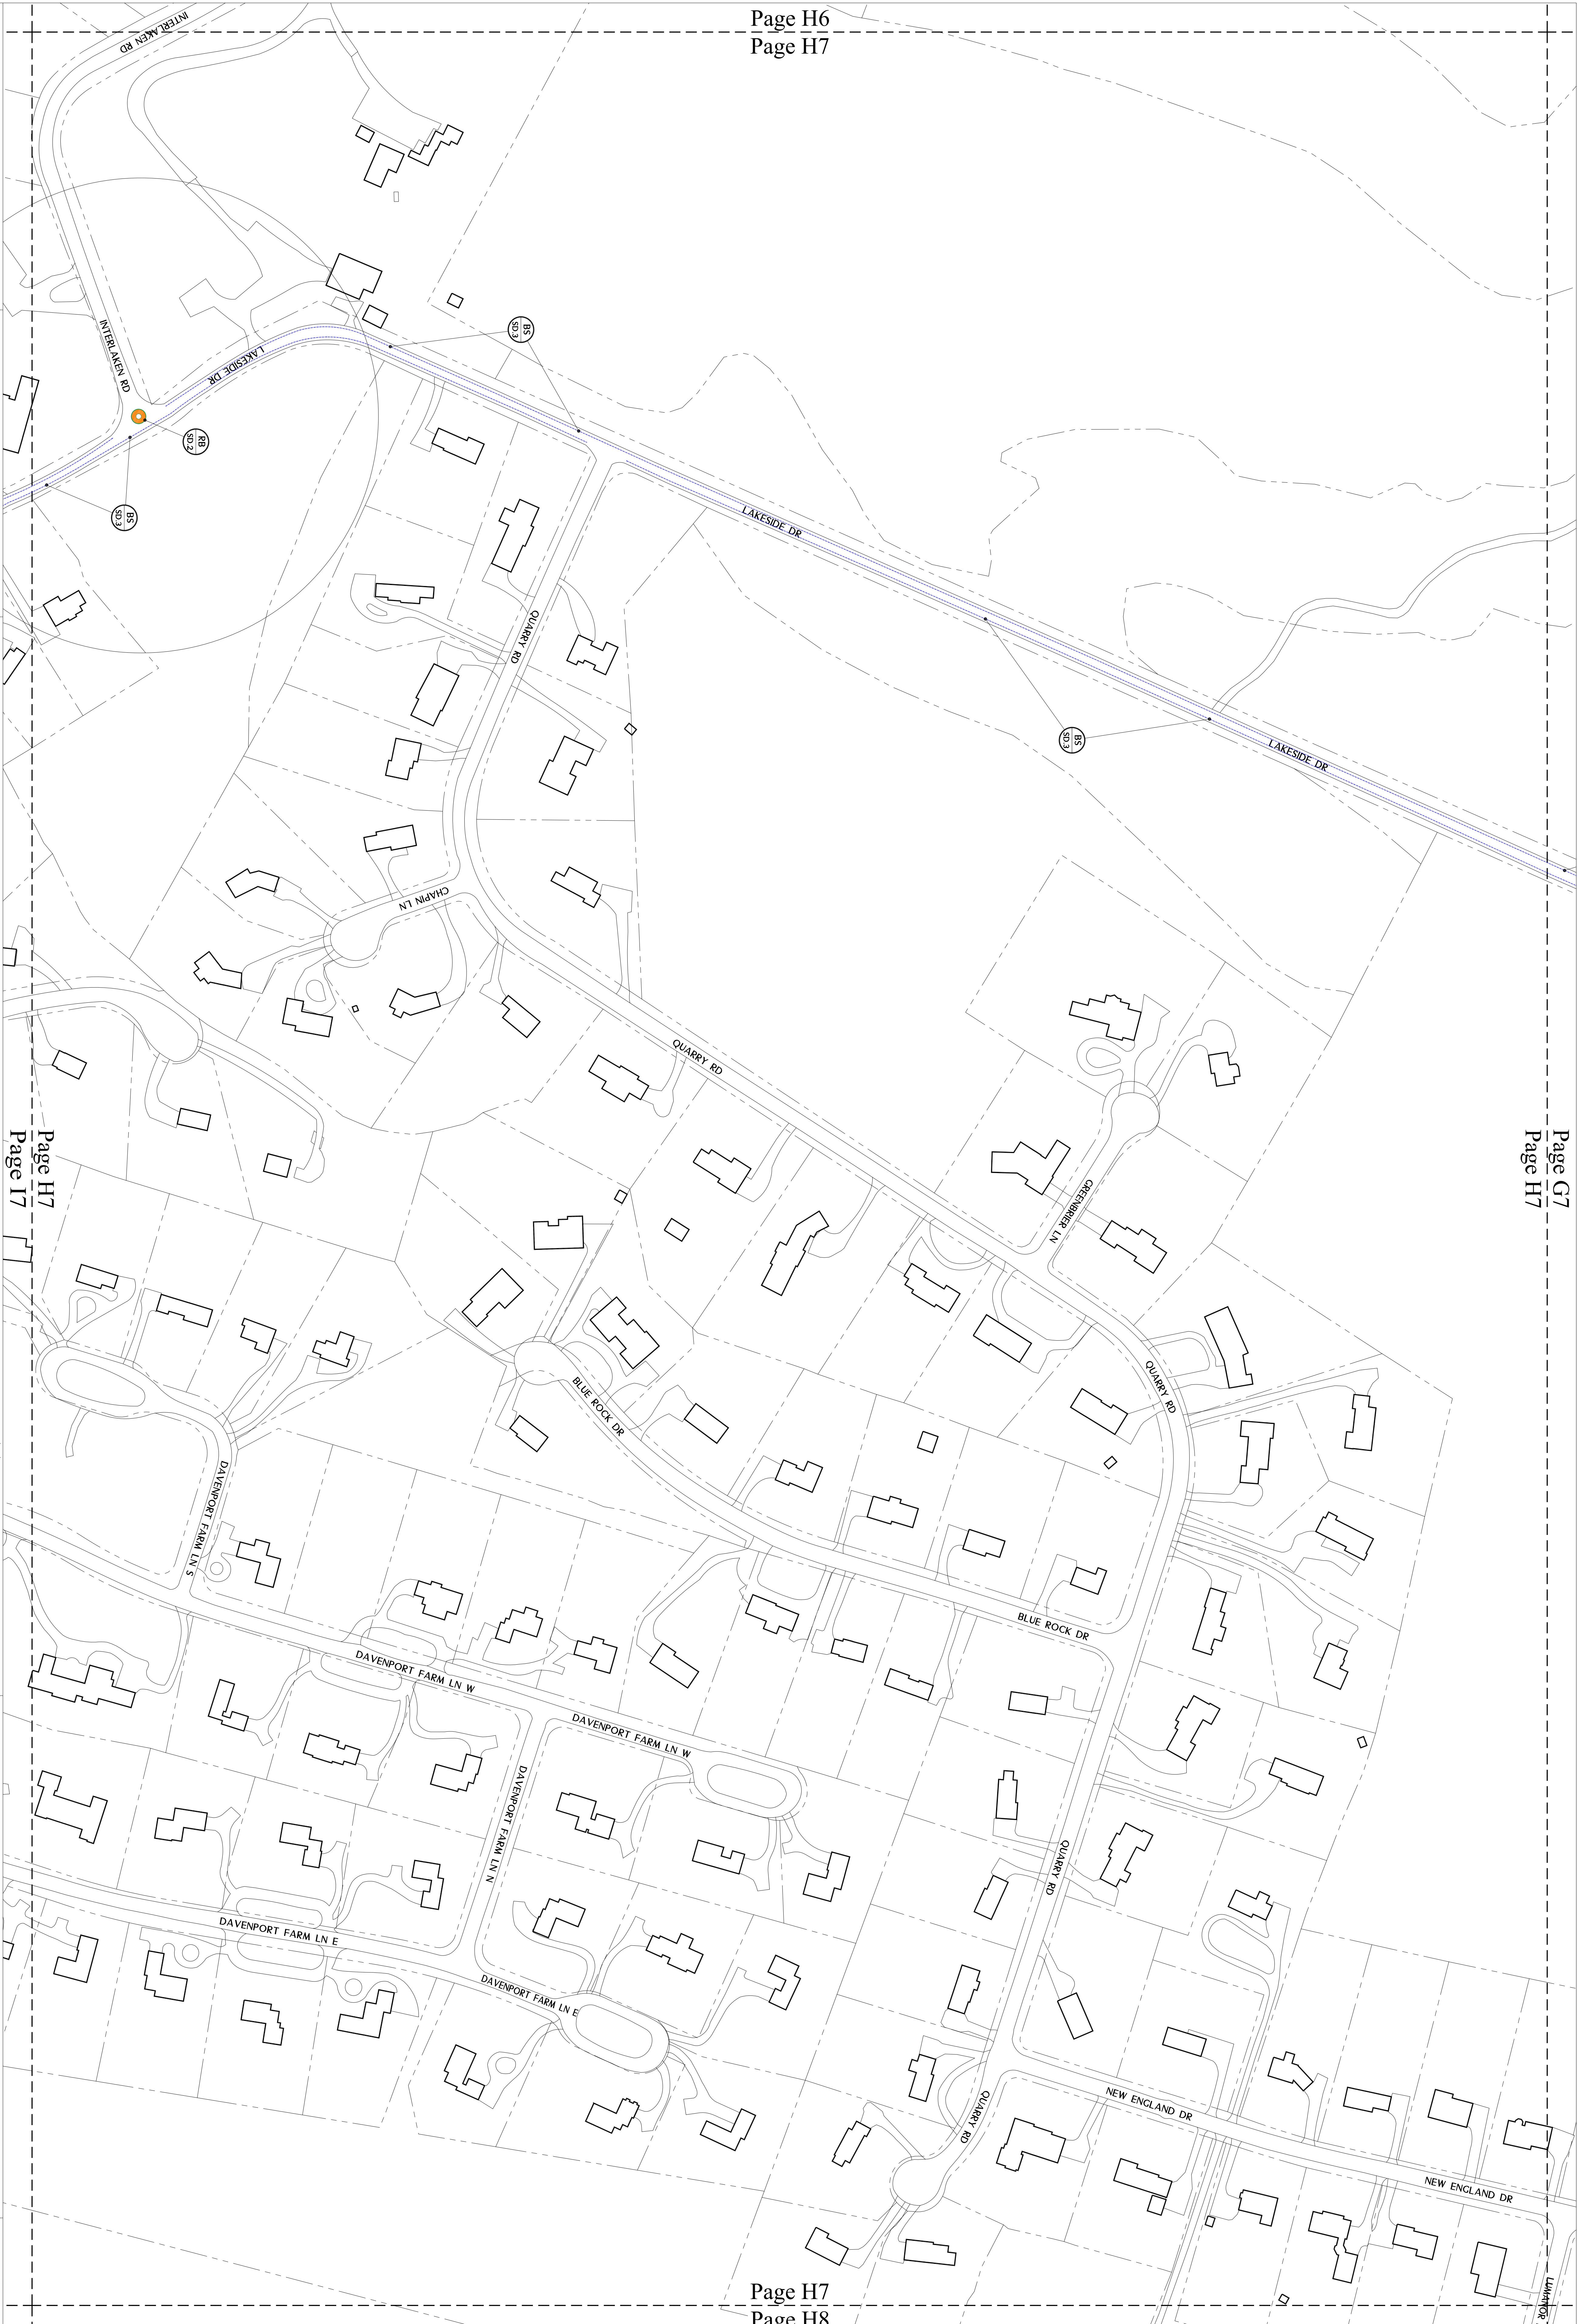 Page H6
Page H7
INTERLAKEN RD
INTERLAKEN RD
LAKESIDE DR
BS
SD.3
RB
SD.2
BS
SD.3
LAKESIDE DR
QUARRY RD
BS
SD.3
LAKESIDE DR
CHAPIN LN
QUARRY RD
Page H7
Page I7
Page G7
Page H7
GREENBRIER LN
QUARRY RD
BLUE ROCK DR
DAVENPORT FARM LN S
BLUE ROCK DR
DAVENPORT FARM LN W
DAVENPORT FARM LN W
DAVENPORT FARM LN N
QUARRY RD
DAVENPORT FARM LN E
DAVENPORT FARM LN E
NEW ENGLAND DR
QUARRY RD
NEW ENGLAND DR
LUMANOR
Page H7
Page H8